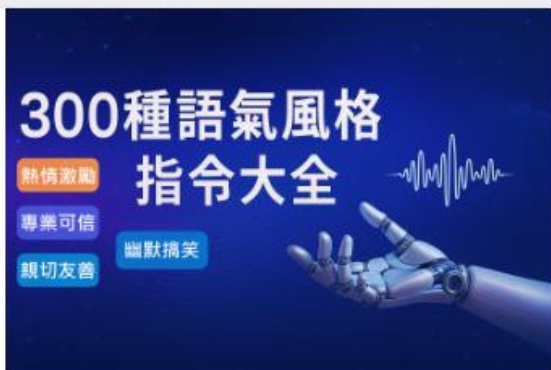 300種語氣風格
指令大全
熱情激勵
專業可信
親切友善
幽默搞笑